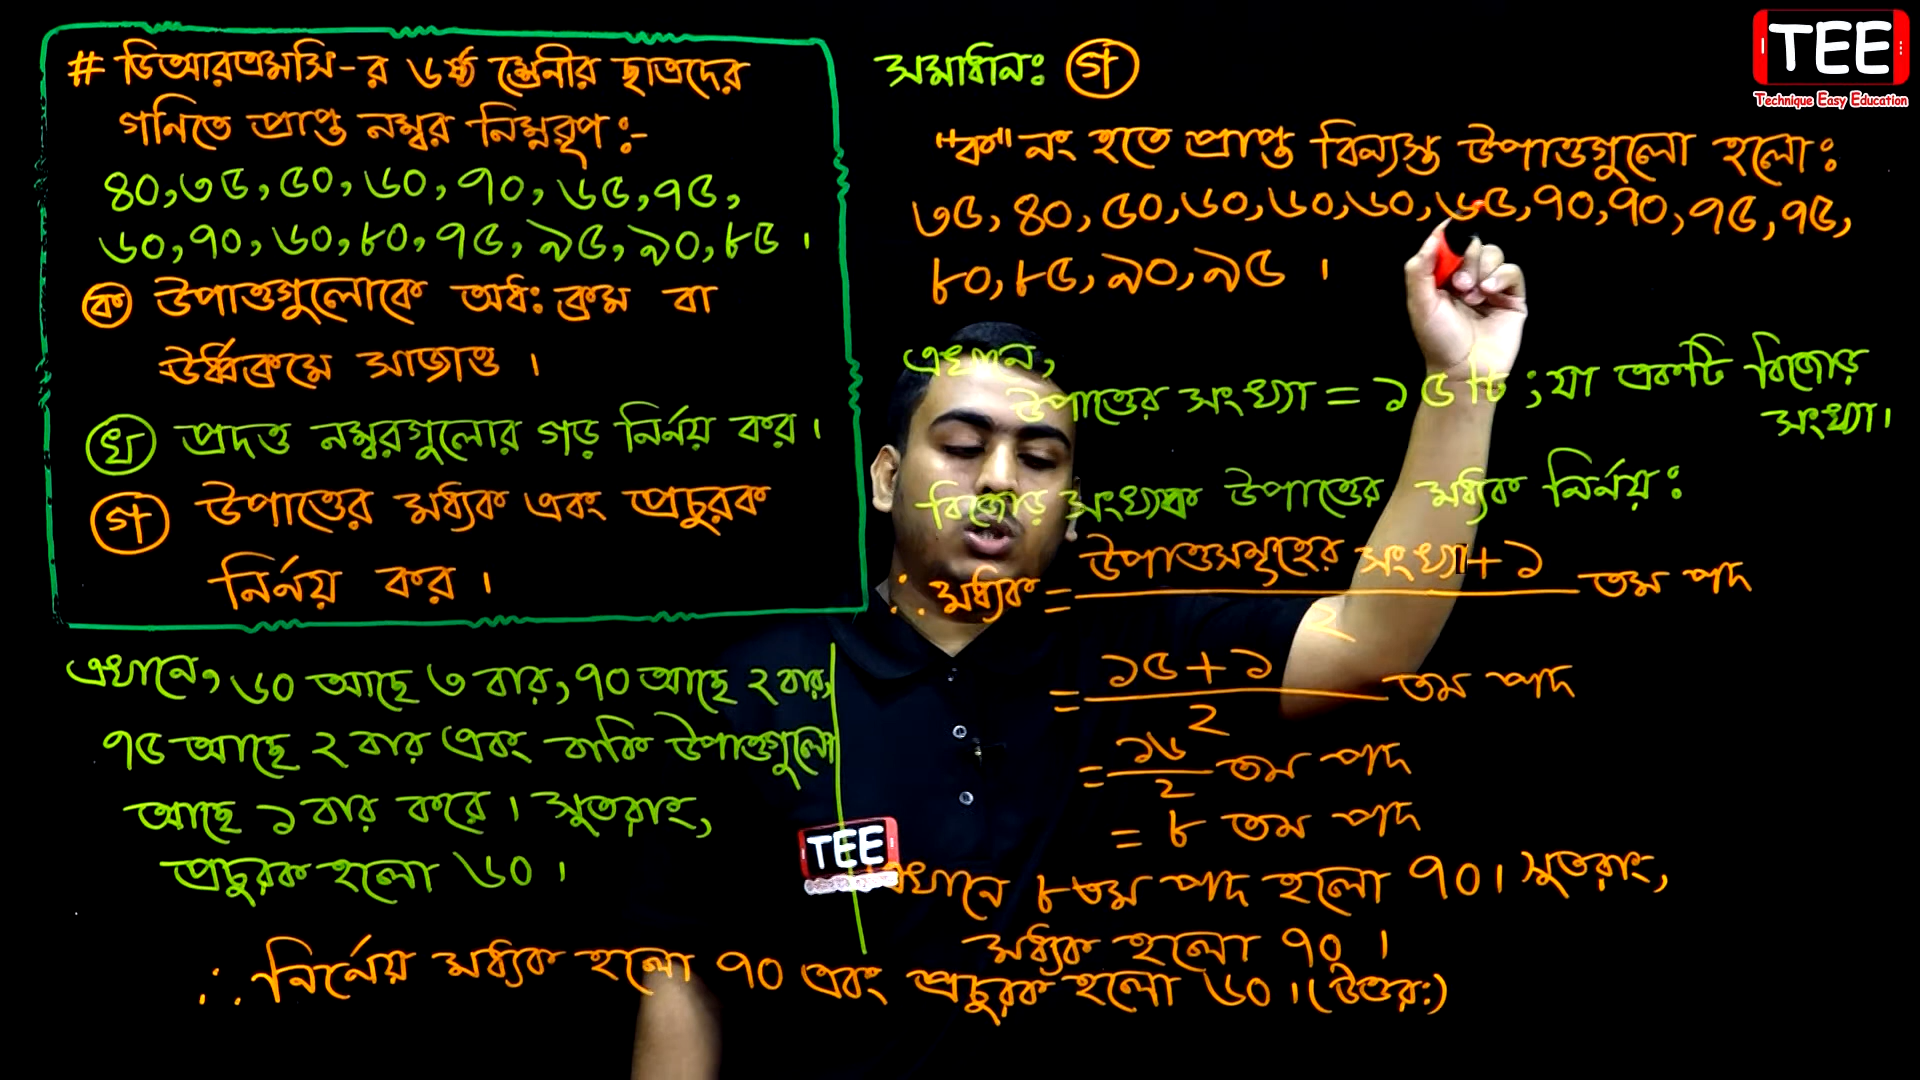 # ডিআরএমসি-র ৬ষ্ঠ শ্রেনীর ছাত্রদের
গনিতে প্রাপ্ত নম্বর নিম্নরূপ :-
৪০, ৩৫, ৫০, ৬০, ৭০, ৬৫, ৭৫,
৬০, ৭০, ৬০, ৮০, ৭৫, ৯৫, ৯০, ৮৫ ।
ক উপাত্তগুলোকে অধঃক্রম বা
ঊর্ধ্বক্রমে সাজাও ।
খ প্রদত্ত নম্বরগুলোর গড় নির্নয় কর ।
গ উপাত্তের মধ্যক এবং প্রচুরক
নির্নয় কর ।
এখানে, ৬০ আছে ৩ বার, ৭০ আছে ২ বার,
৭৫ আছে ২ বার এবং বাকি উপাত্তগুলো
আছে ১ বার করে । সুতরাং,
প্রচুরক হলো ৬০ ।
সমাধান: গ
"ক" নং হতে প্রাপ্ত বিন্যস্ত উপাত্তগুলো হলো:
৩৫, ৪০, ৫০, ৬০, ৬০, ৬০, ৬৫, ৭০, ৭০, ৭৫, ৭৫,
৮০, ৮৫, ৯০, ৯৫ ।
এখানে,
উপাত্তের সংখ্যা = ১৫ টি ; যা একটি বিজোড়
সংখ্যা ।
বিজোড় সংখ্যক উপাত্তের মধ্যক নির্নয়:
∴ মধ্যক = উপাত্তসমূহের সংখ্যা + ১ / ২ তম পদ
= ১৫ + ১ / ২ তম পদ
= ১৬ / ২ তম পদ
= ৮ তম পদ
এখানে ৮ তম পদ হলো ৭০ । সুতরাং,
মধ্যক হলো ৭০ ।
∴ নির্নেয় মধ্যক হলো ৭০ এবং প্রচুরক হলো ৬০ । (উত্তর:)
TEE
Technique Easy Education
TEE